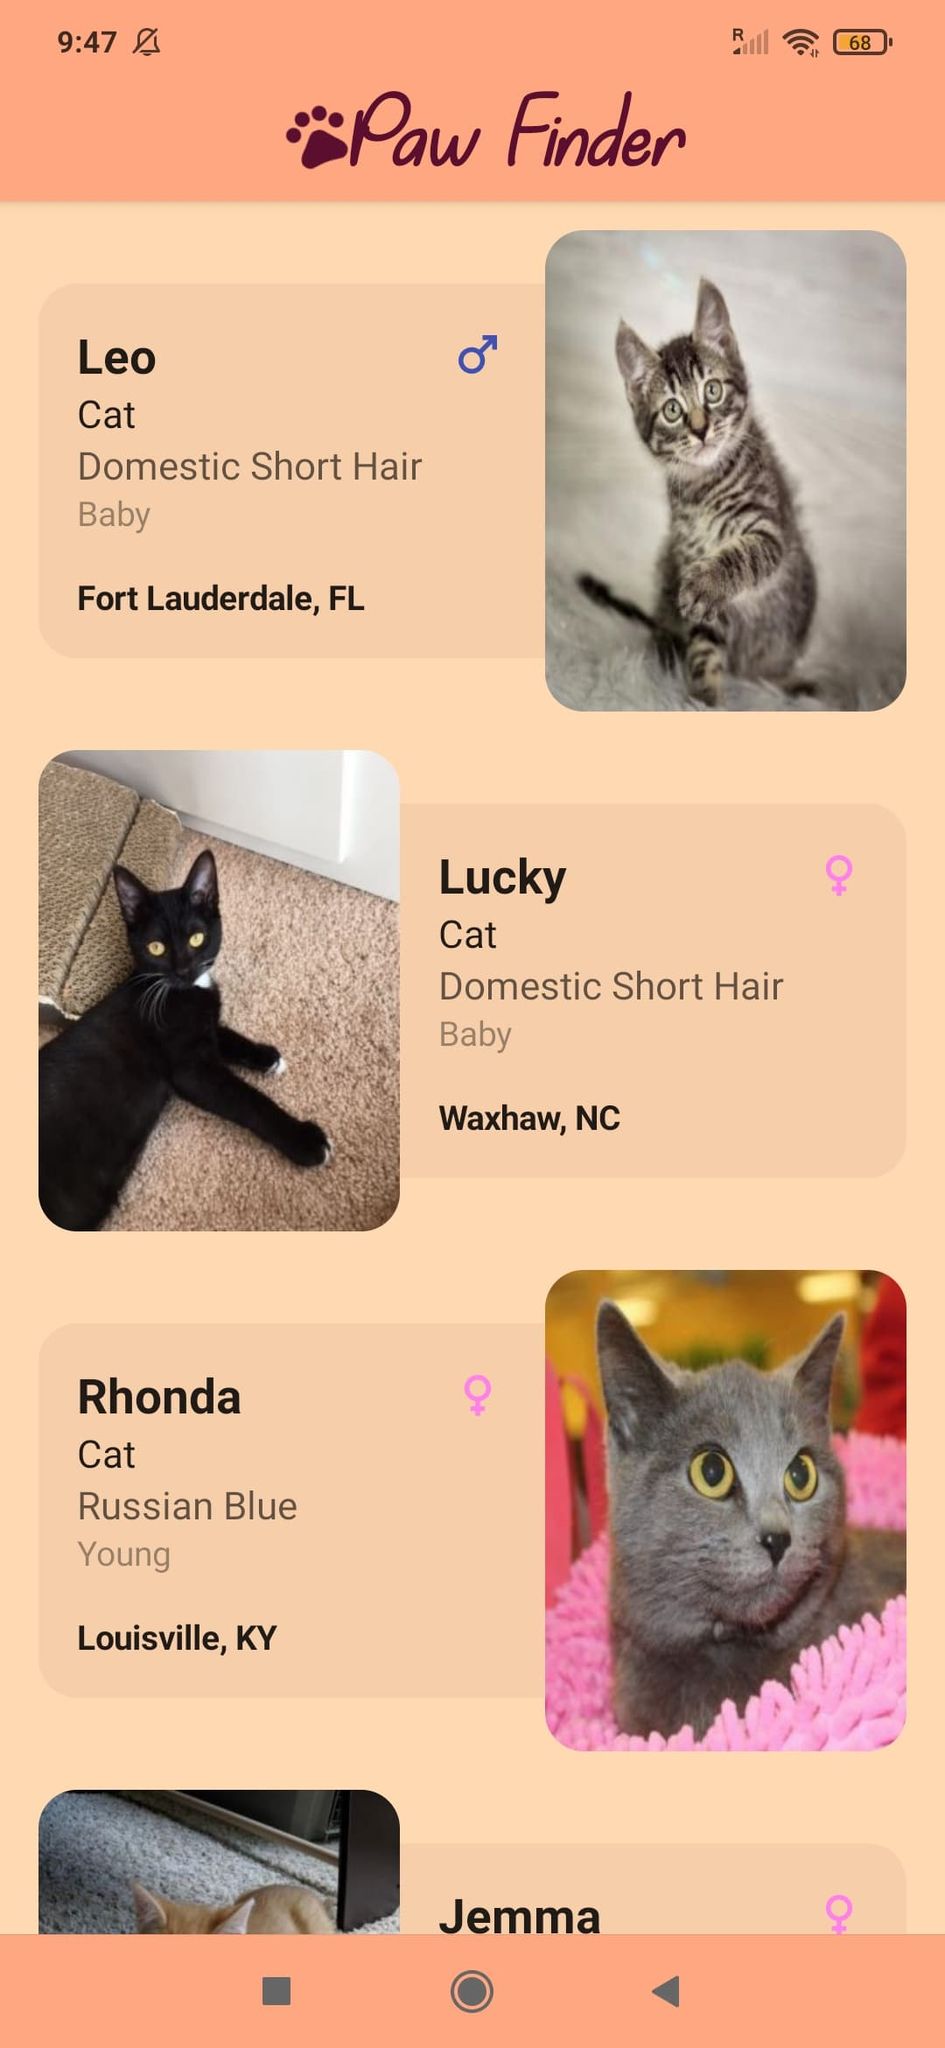 9:47
R
68
Paw Finder
Leo
Cat
Domestic Short Hair
Baby
Fort Lauderdale, FL
Lucky
Cat
Domestic Short Hair
Baby
Waxhaw, NC
Rhonda
Cat
Russian Blue
Young
Louisville, KY
Jemma